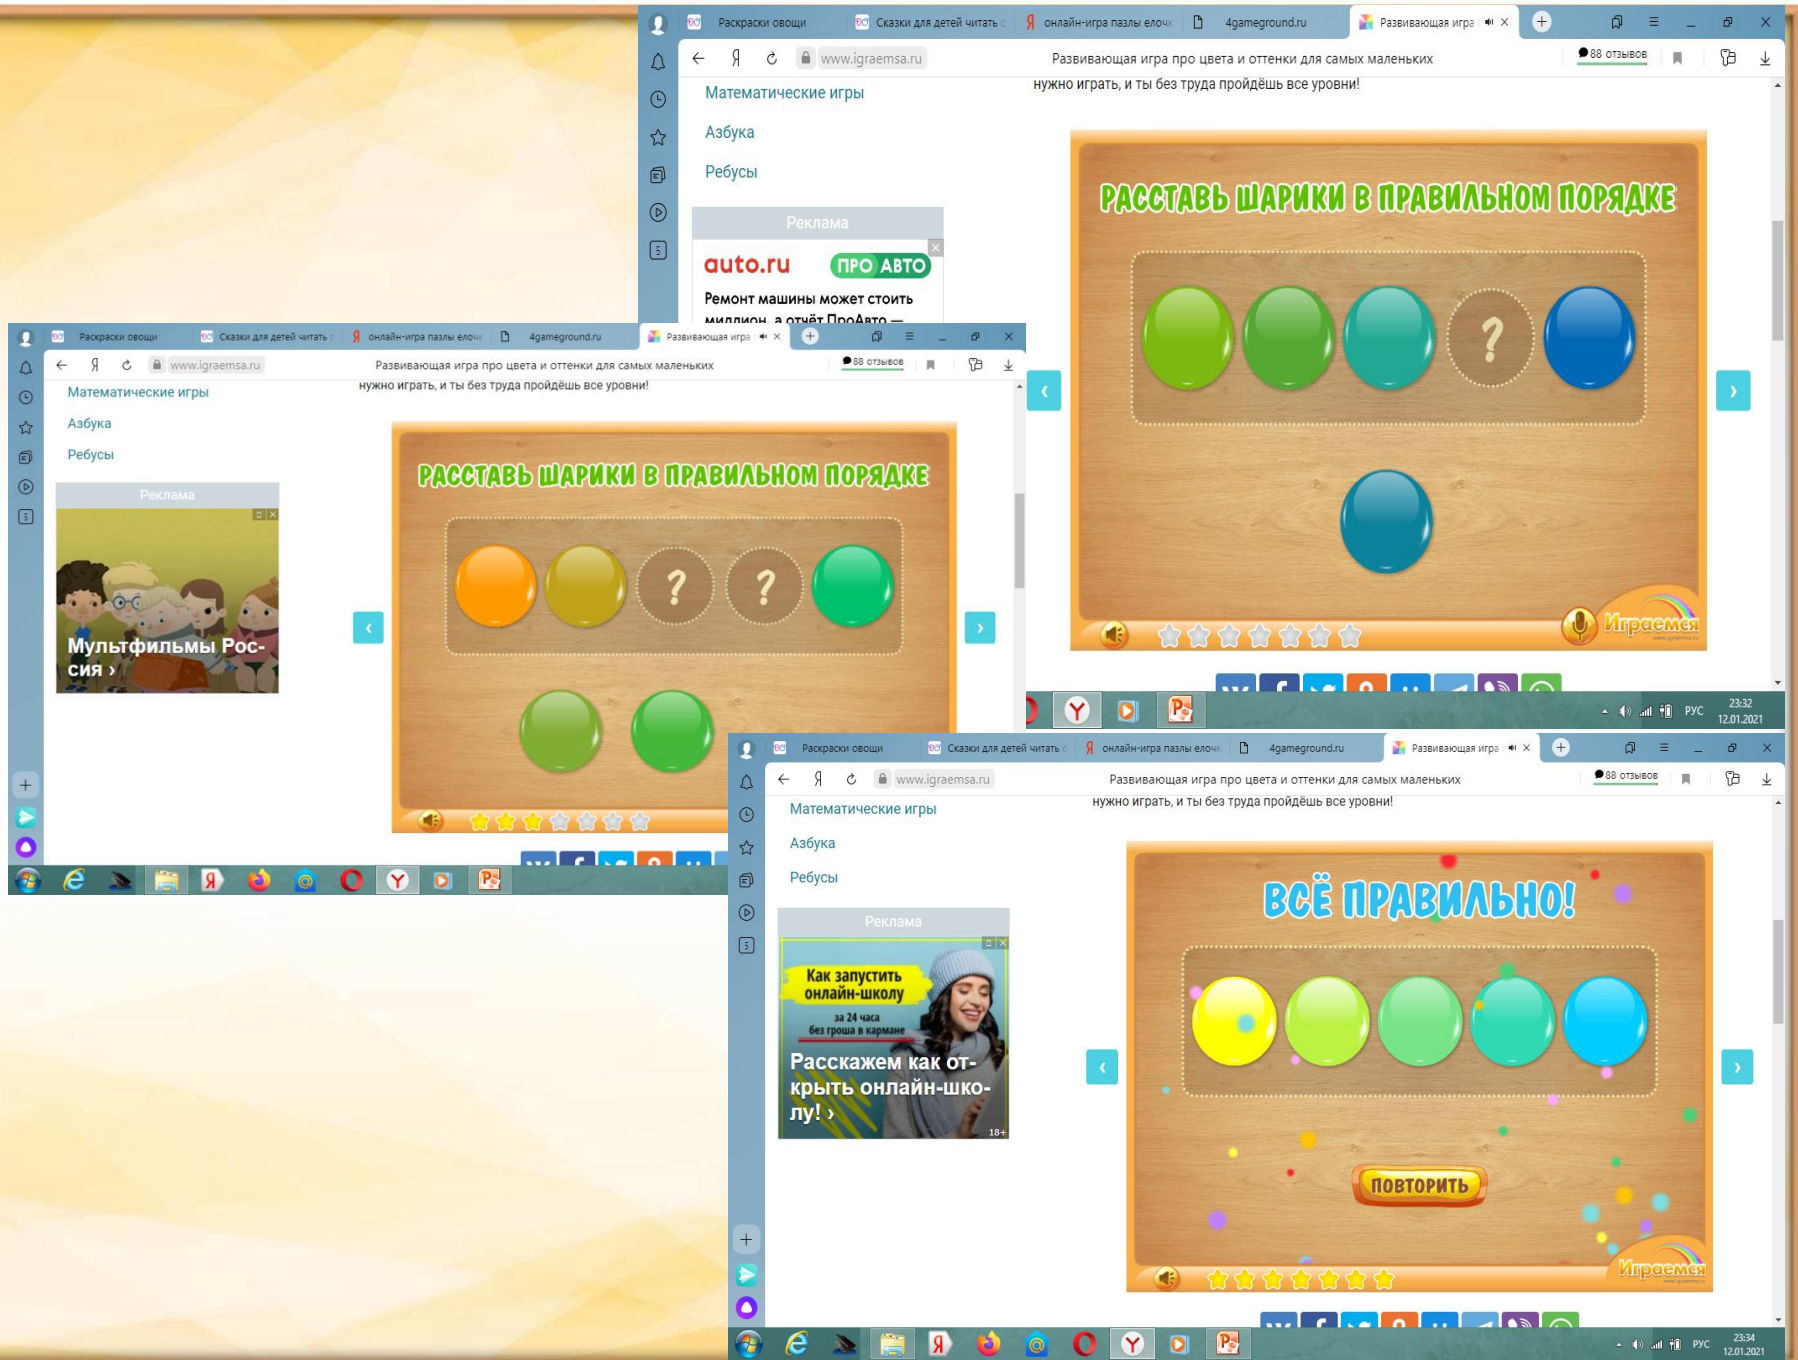 Раскраски овощи
Сказки для детей читать
онлайн-игра пазлы елочк
4gameground.ru
Развивающая игра
www.igraemsa.ru
Развивающая игра про цвета и оттенки для самых маленьких
88 отзывов
Математические игры
Азбука
Ребусы
нужно играть, и ты без труда пройдёшь все уровни!
Реклама
auto.ru
ПРО АВТО
Ремонт машины может стоить
миллион, а отчёт ПроАвто —
РАССТАВЬ ШАРИКИ В ПРАВИЛЬНОМ ПОРЯДКЕ
?
Играемся
РУС
23:32
12.01.2021
Раскраски овощи
Сказки для детей читать
онлайн-игра пазлы елочк
4gameground.ru
Развивающая игра
www.igraemsa.ru
Развивающая игра про цвета и оттенки для самых маленьких
88 отзывов
Математические игры
Азбука
Ребусы
нужно играть, и ты без труда пройдёшь все уровни!
Реклама
Мультфильмы Рос-
сия ›
РАССТАВЬ ШАРИКИ В ПРАВИЛЬНОМ ПОРЯДКЕ
? ?
Раскраски овощи
Сказки для детей читать
онлайн-игра пазлы елочк
4gameground.ru
Развивающая игра
www.igraemsa.ru
Развивающая игра про цвета и оттенки для самых маленьких
88 отзывов
Математические игры
Азбука
Ребусы
нужно играть, и ты без труда пройдёшь все уровни!
Реклама
Как запустить
онлайн-школу
за 24 часа
без гроша в кармане
Расскажем как от-
крыть онлайн-шко-
лу! ›
18+
ВСЁ ПРАВИЛЬНО!
ПОВТОРИТЬ
Играемся
РУС
23:34
12.01.2021